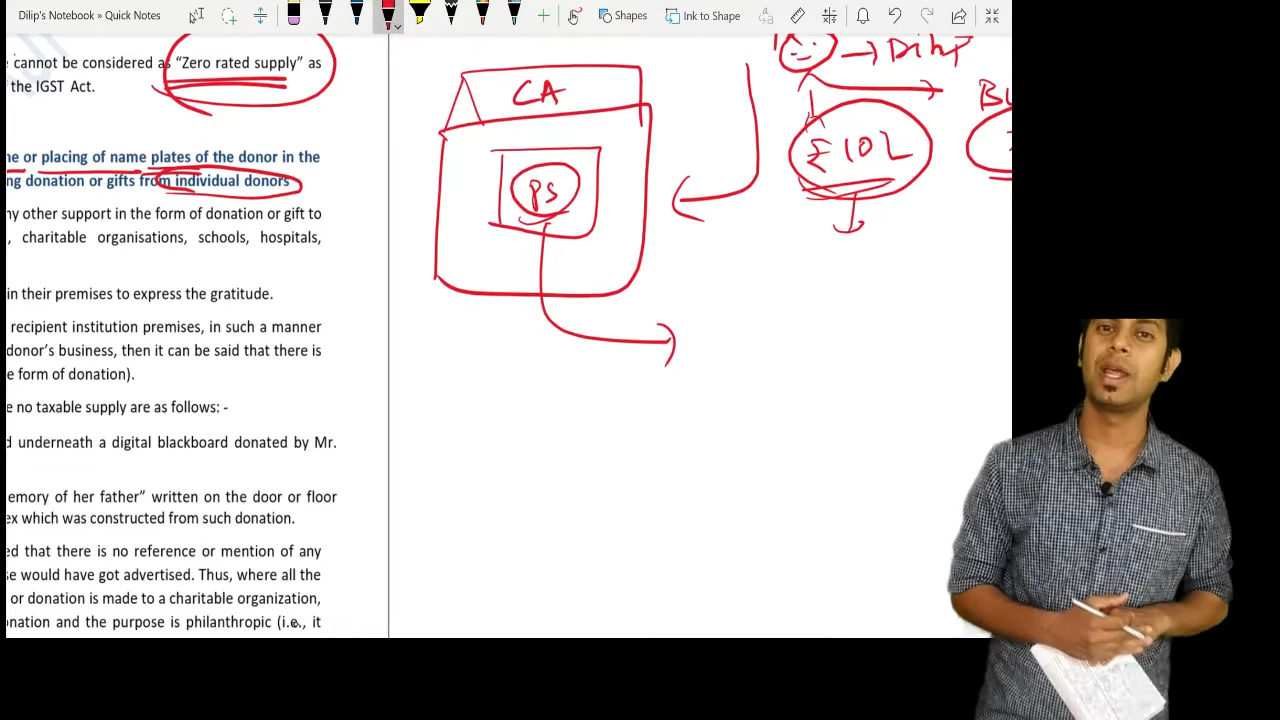 Dilip's Notebook » Quick Notes
Shapes
Ink to Shape
cannot be considered as “Zero rated supply” as
the IGST Act.
or placing of name plates of the donor in the
donation or gifts from individual donors
any other support in the form of donation or gift to
, charitable organisations, schools, hospitals,
in their premises to express the gratitude.
recipient institution premises, in such a manner
donor’s business, then it can be said that there is
form of donation).
no taxable supply are as follows: -
underneath a digital blackboard donated by Mr.
emory of her father” written on the door or floor
ex which was constructed from such donation.
ed that there is no reference or mention of any
would have got advertised. Thus, where all the
or donation is made to a charitable organization,
onation and the purpose is philanthropic (i.e., it
CA
PS
Dilip
₹10L